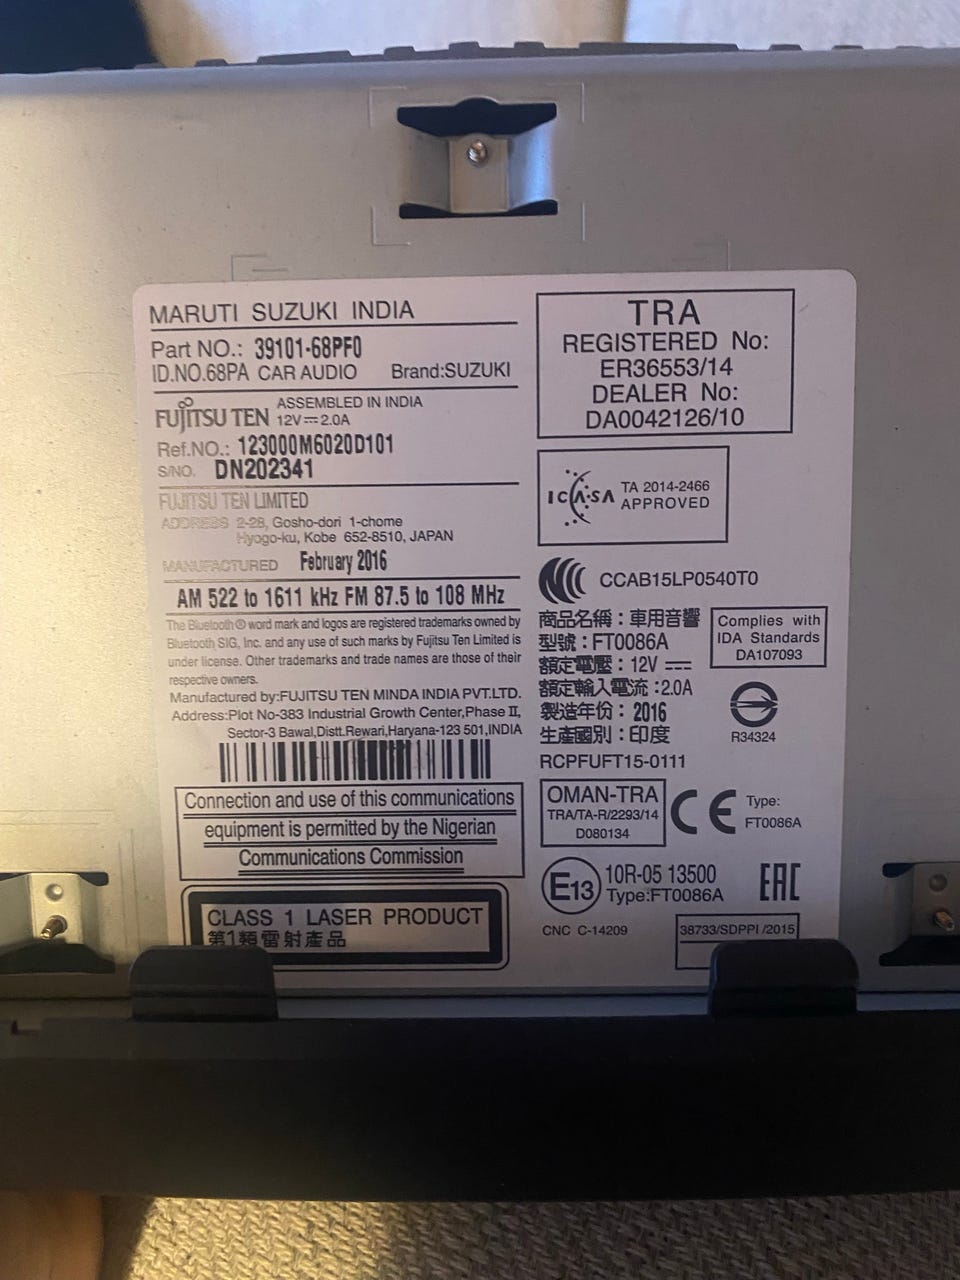 MARUTI SUZUKI INDIA
Part NO.: 39101-68PF0
ID.NO.68PA CAR AUDIO Brand:SUZUKI
FUJITSU TEN ASSEMBLED IN INDIA
12V 2.0A
Ref.NO.: 123000M6020D101
S/NO. DN202341
FUJITSU TEN LIMITED
ADDRESS 2-28, Gosho-dori 1-chome
Hyogo-ku, Kobe 652-8510, JAPAN
MANUFACTURED February 2016
AM 522 to 1611 kHz FM 87.5 to 108 MHz
The Bluetooth® word mark and logos are registered trademarks owned by
Bluetooth SIG, Inc. and any use of such marks by Fujitsu Ten Limited is
under license. Other trademarks and trade names are those of their
respective owners.
Manufactured by:FUJITSU TEN MINDA INDIA PVT.LTD.
Address:Plot No-383 Industrial Growth Center,Phase II,
Sector-3 Bawal,Distt.Rewari,Haryana-123 501,INDIA
Connection and use of this communications
equipment is permitted by the Nigerian
Communications Commission
CLASS 1 LASER PRODUCT
第1類雷射產品
TRA
REGISTERED No:
ER36553/14
DEALER No:
DA0042126/10
ICASA TA 2014-2466
APPROVED
CCAB15LP0540T0
商品名稱：車用音響
型號：FT0086A
額定電壓：12V
額定輸入電流：2.0A
製造年份：2016
生產國別：印度
RCPFUFT15-0111
Complies with
IDA Standards
DA107093
R34324
OMAN-TRA
TRA/TA-R/2293/14
D080134
CE Type:
FT0086A
E13 10R-05 13500
Type:FT0086A
EAC
CNC C-14209
38733/SDPPI/2015